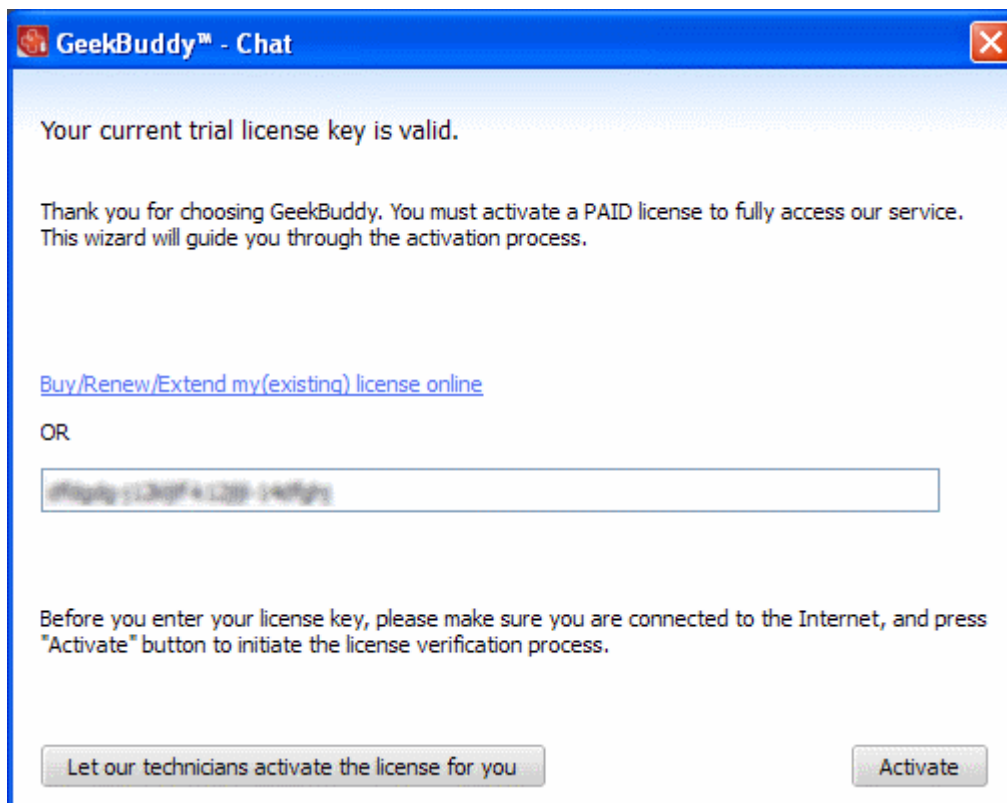 GeekBuddy™ - Chat
Your current trial license key is valid.
Thank you for choosing GeekBuddy. You must activate a PAID license to fully access our service.
This wizard will guide you through the activation process.
Buy/Renew/Extend my(existing) license online
OR
Before you enter your license key, please make sure you are connected to the Internet, and press
"Activate" button to initiate the license verification process.
Let our technicians activate the license for you
Activate